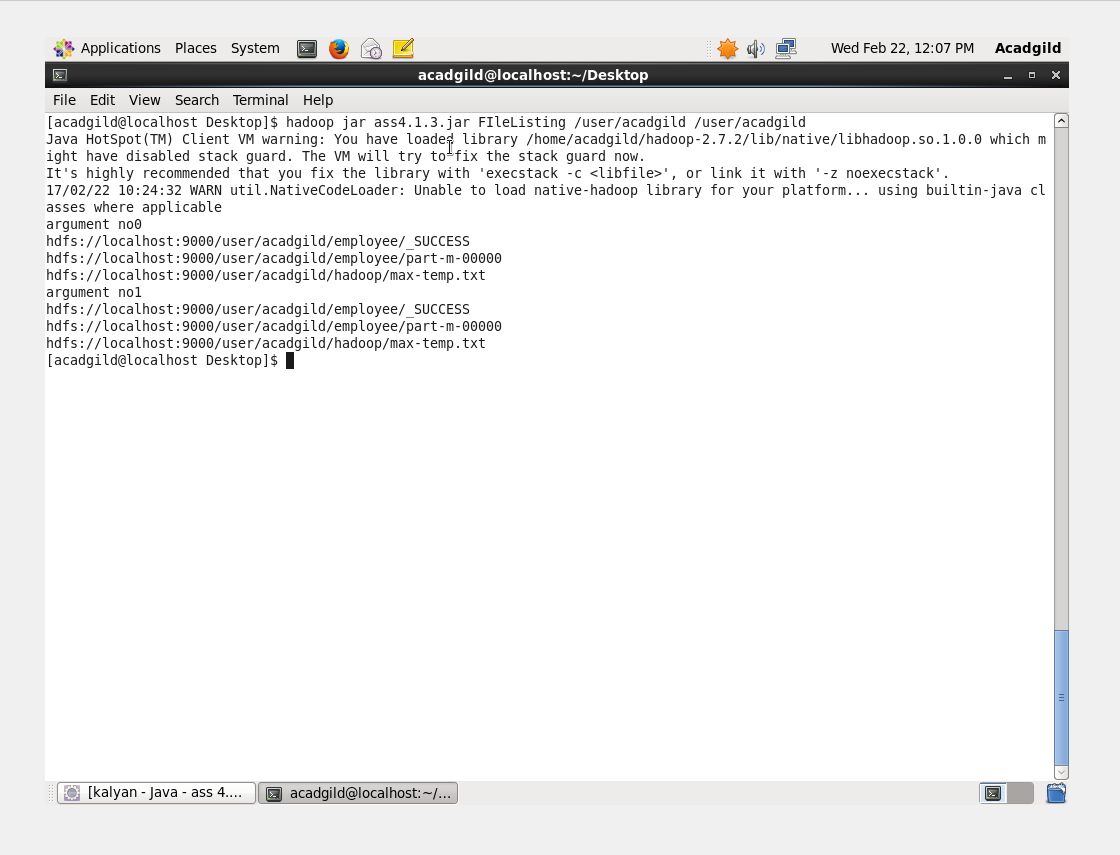 Applications Places System Wed Feb 22, 12:07 PM Acadgild
acadgild@localhost:~/Desktop
File Edit View Search Terminal Help
[acadgild@localhost Desktop]$ hadoop jar ass4.1.3.jar FIleListing /user/acadgild /user/acadgild
Java HotSpot(TM) Client VM warning: You have loaded library /home/acadgild/hadoop-2.7.2/lib/native/libhadoop.so.1.0.0 which m
ight have disabled stack guard. The VM will try to fix the stack guard now.
It's highly recommended that you fix the library with 'execstack -c <libfile>', or link it with '-z noexecstack'.
17/02/22 10:24:32 WARN util.NativeCodeLoader: Unable to load native-hadoop library for your platform... using builtin-java cl
asses where applicable
argument no0
hdfs://localhost:9000/user/acadgild/employee/_SUCCESS
hdfs://localhost:9000/user/acadgild/employee/part-m-00000
hdfs://localhost:9000/user/acadgild/hadoop/max-temp.txt
argument no1
hdfs://localhost:9000/user/acadgild/employee/_SUCCESS
hdfs://localhost:9000/user/acadgild/employee/part-m-00000
hdfs://localhost:9000/user/acadgild/hadoop/max-temp.txt
[acadgild@localhost Desktop]$
[kalyan - Java - ass 4.... acadgild@localhost:~/...